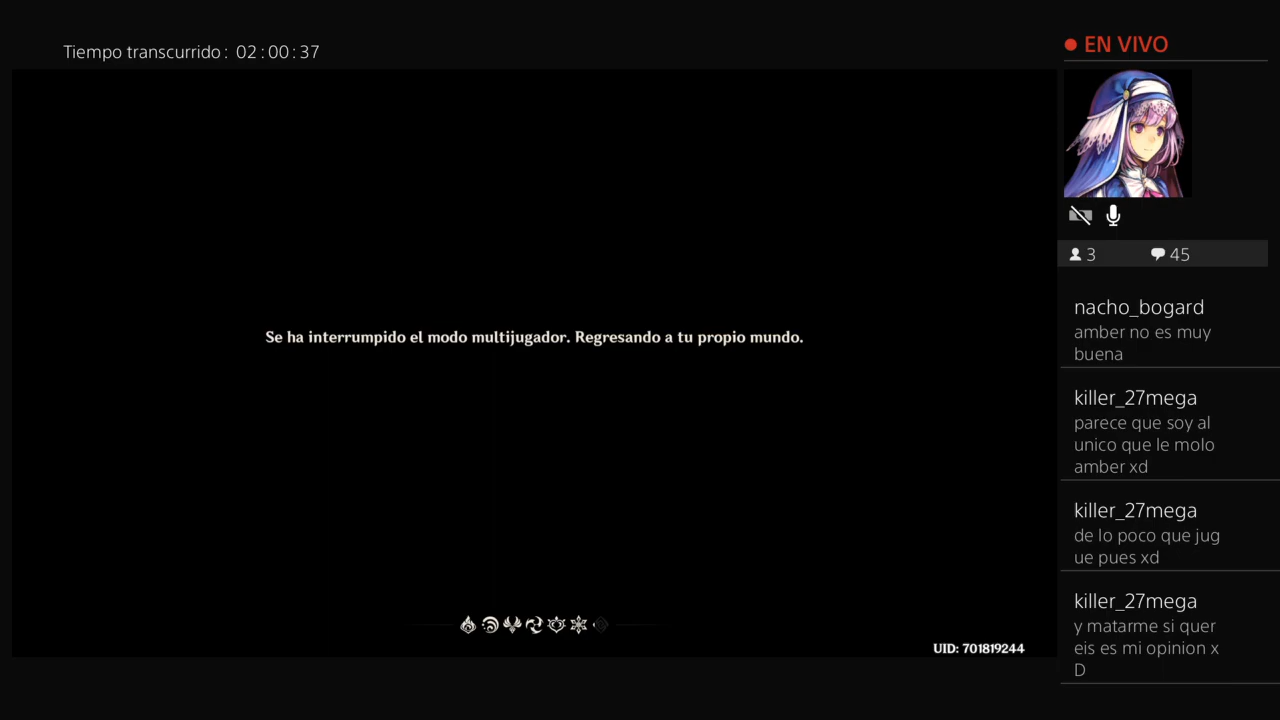 Tiempo transcurrido: 02:00:37
EN VIVO
3 45
Se ha interrumpido el modo multijugador. Regresando a tu propio mundo.
UID: 701819244
nacho_bogard
amber no es muy
buena
killer_27mega
parece que soy al
unico que le molo
amber xd
killer_27mega
de lo poco que jug
ue pues xd
killer_27mega
y matarme si quer
eis es mi opinion x
D